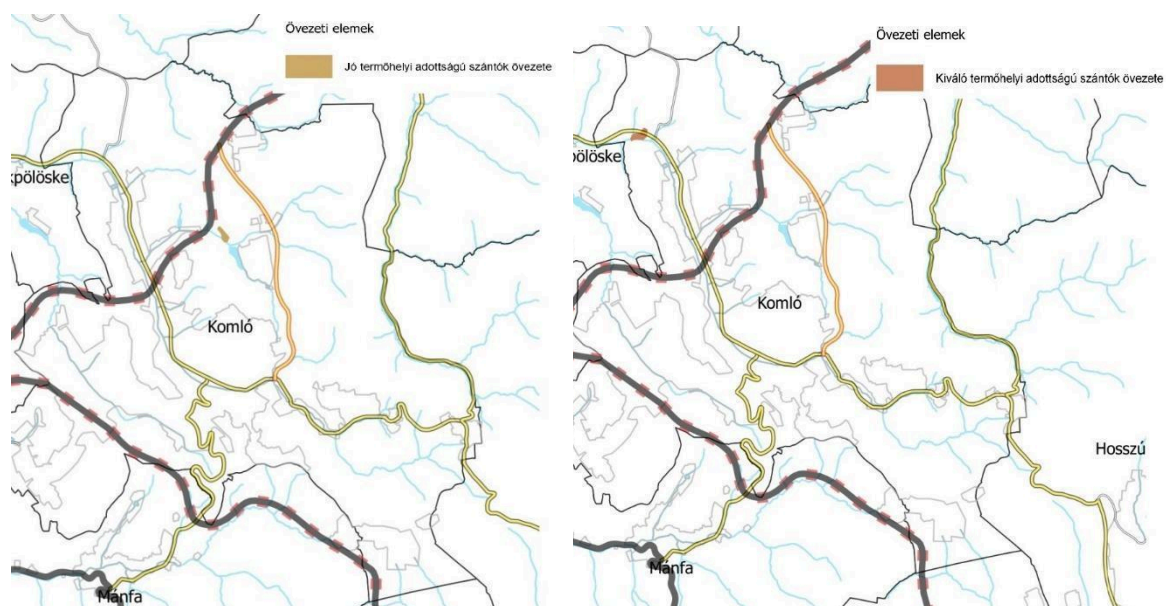 Övezeti elemek
Jó termőhelyi adottságú szántók övezete
kpölöske
Komló
Mánfa
Övezeti elemek
Kiváló termőhelyi adottságú szántók övezete
pölöske
Komló
Hosszú
Mánfa